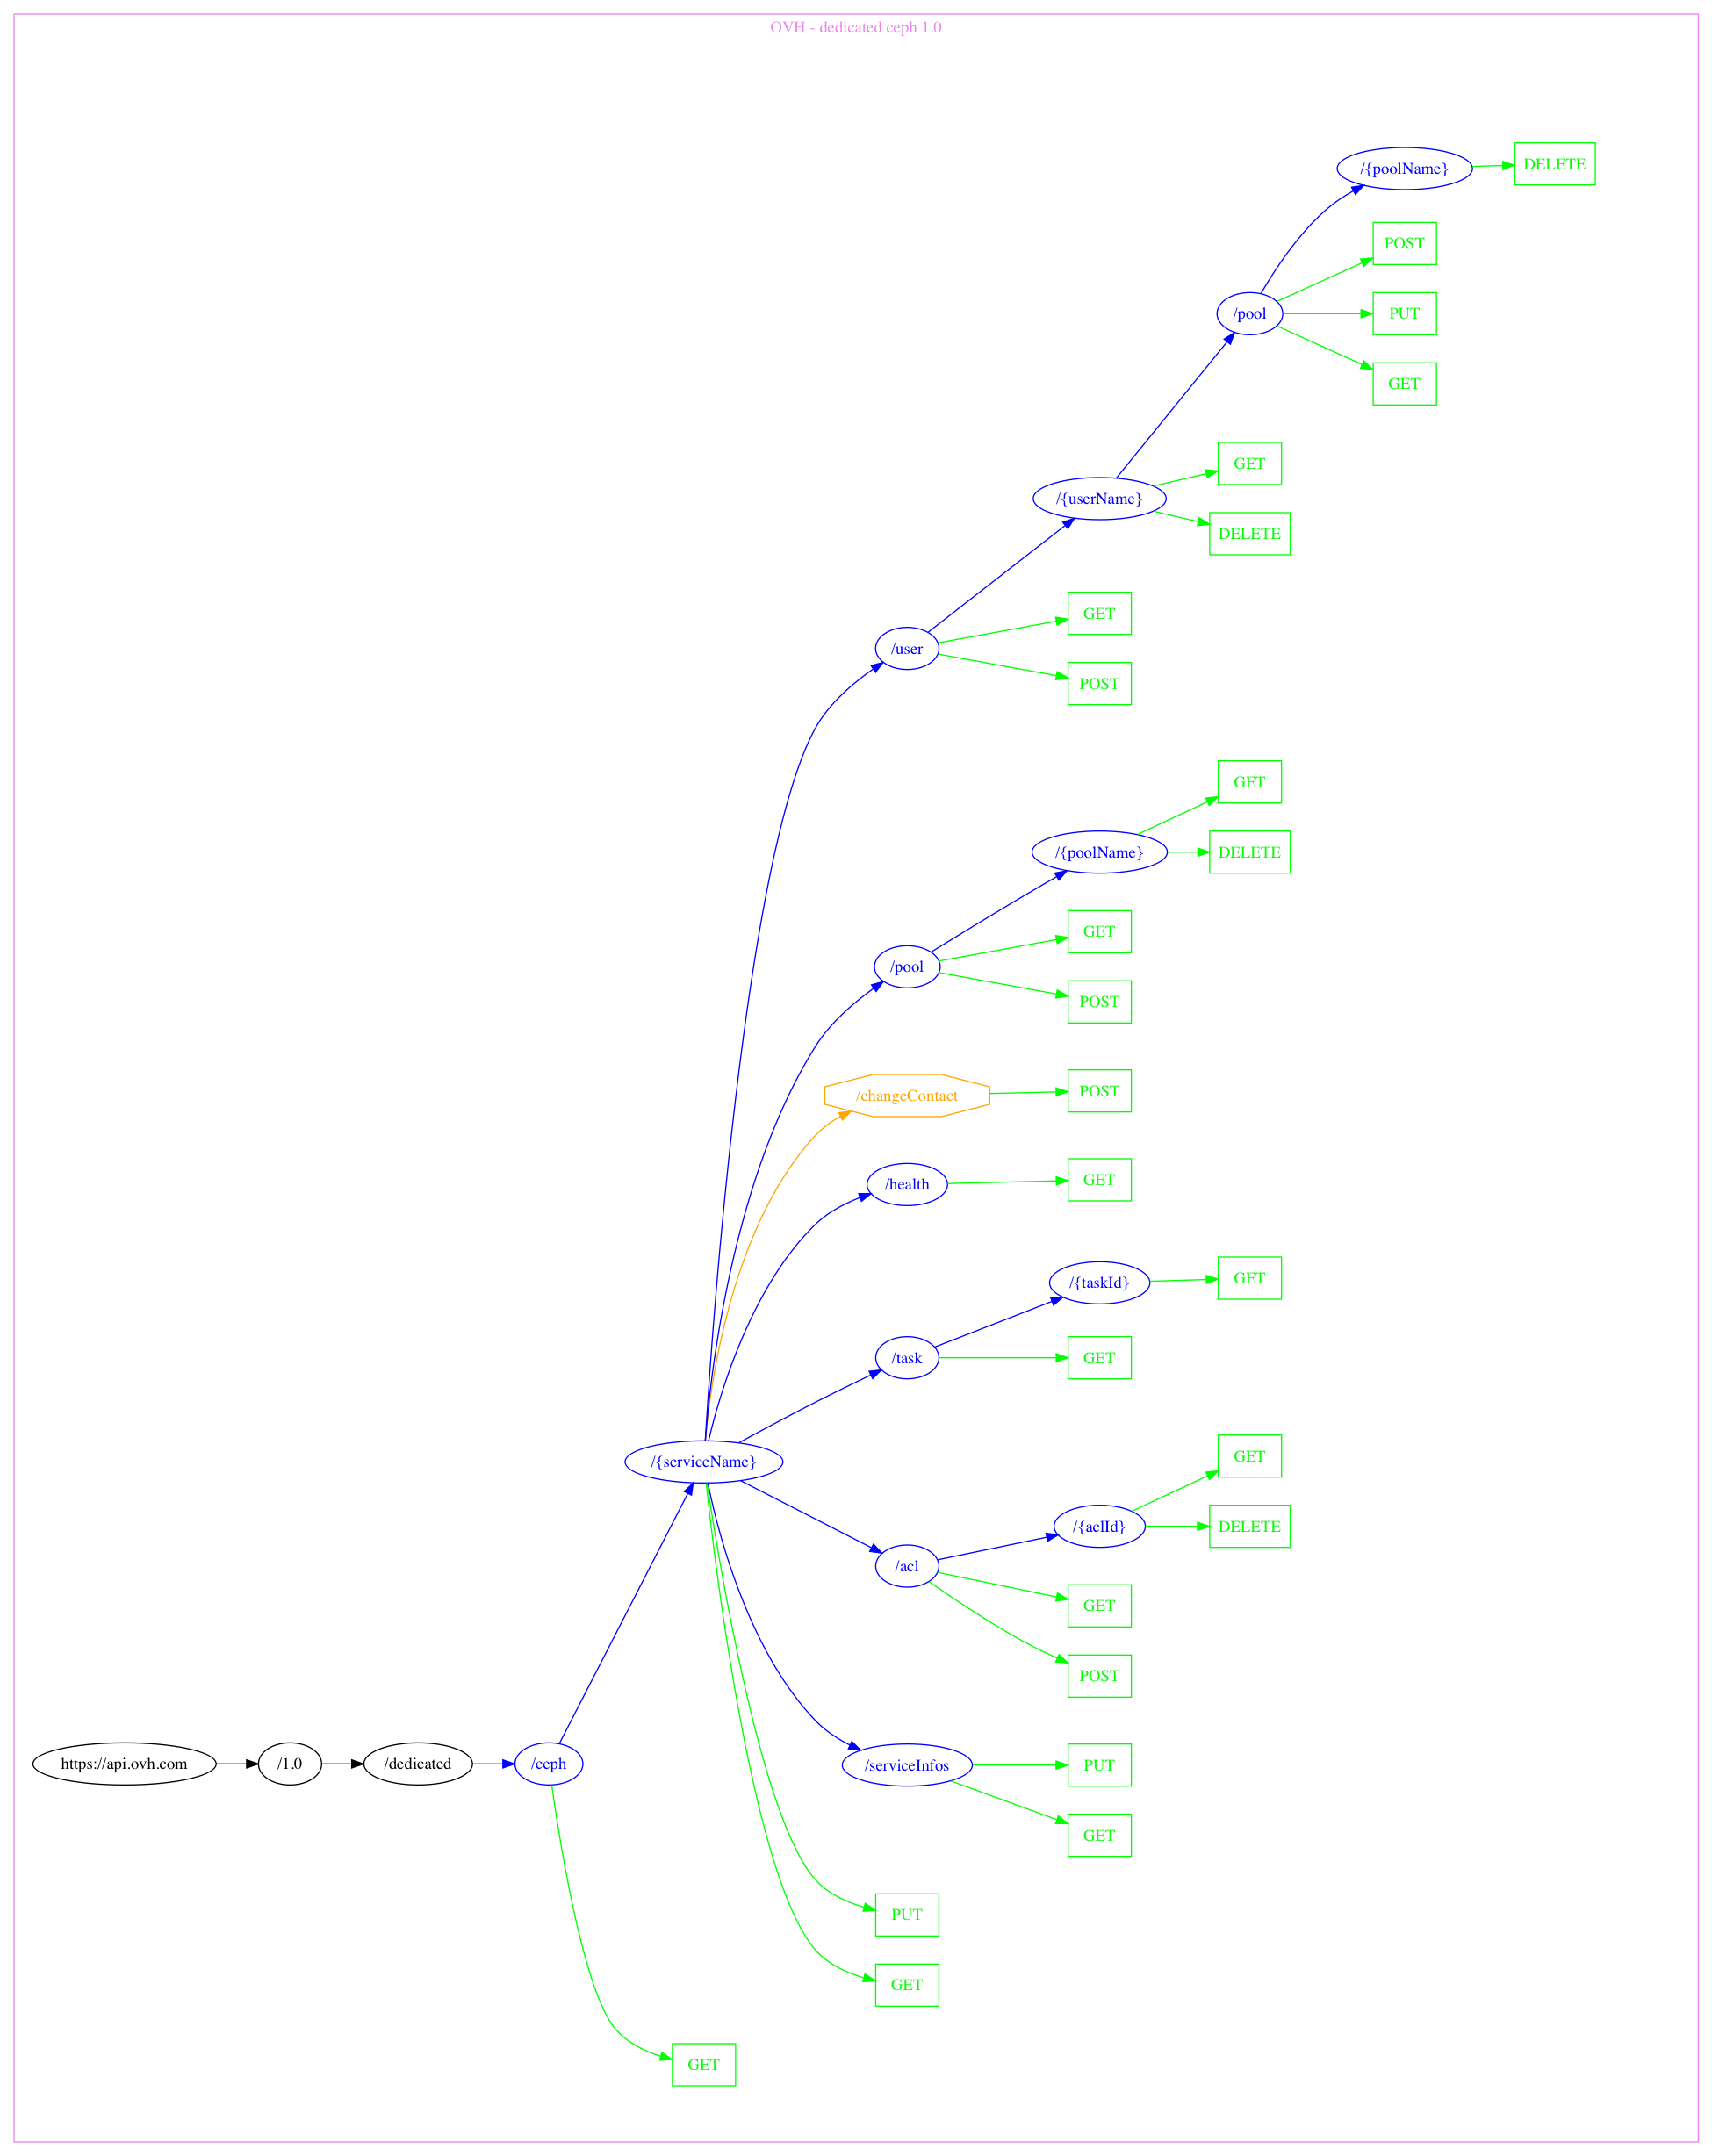 OVH - dedicated ceph 1.0
/{poolName}
DELETE
POST
/pool
PUT
GET
GET
/{userName}
DELETE
GET
/user
POST
GET
/{poolName}
DELETE
GET
/pool
POST
/changeContact
POST
/health
GET
/{taskId}
GET
/task
GET
/{serviceName}
GET
/{aclId}
DELETE
/acl
GET
POST
https://api.ovh.com
/1.0
/dedicated
/ceph
/serviceInfos
PUT
GET
PUT
GET
GET